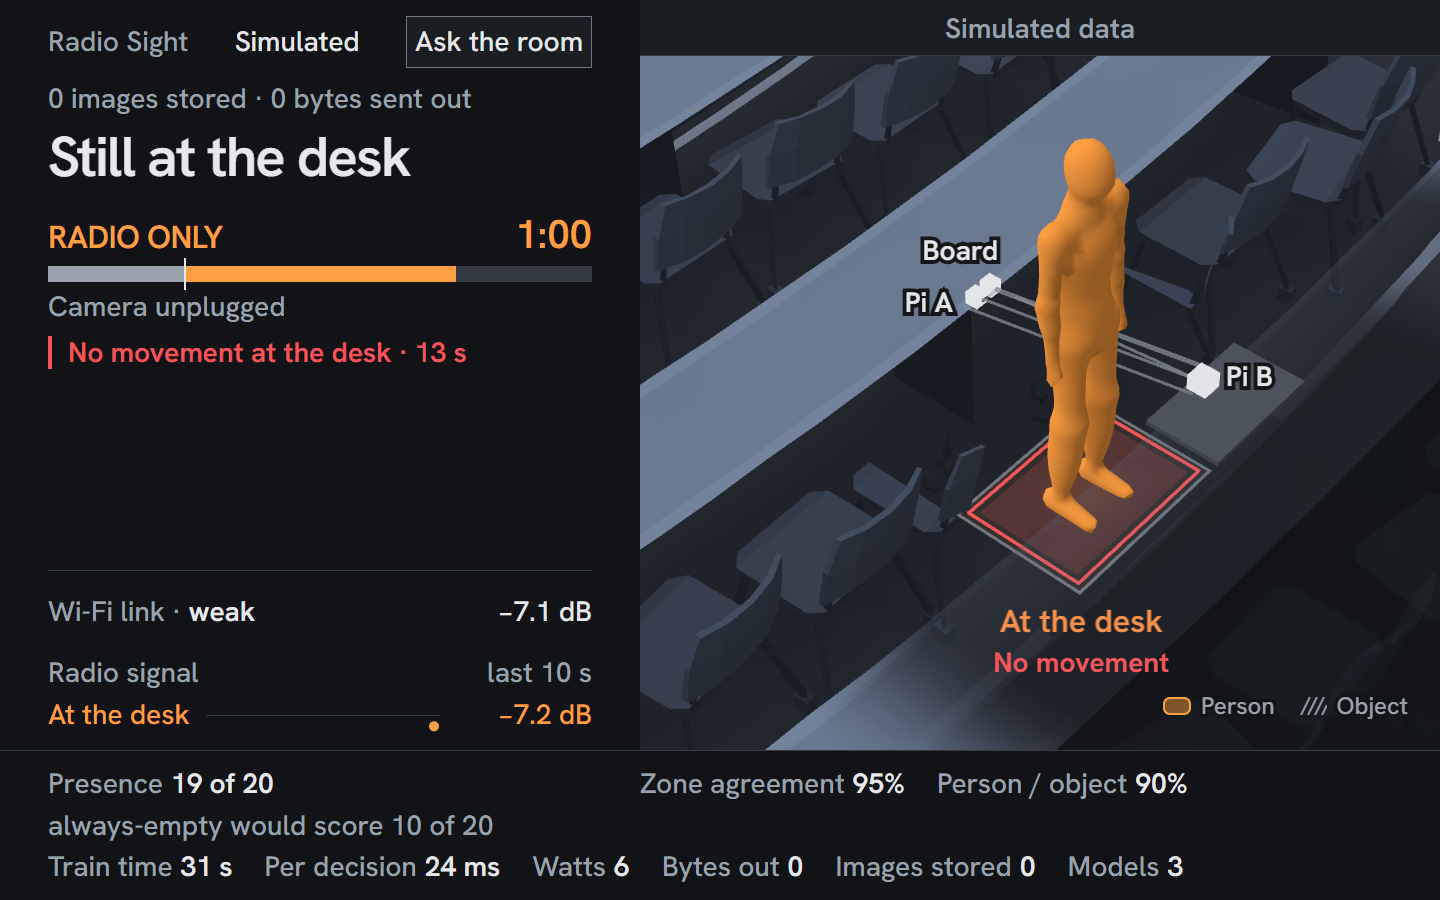 Radio Sight Simulated Ask the room
0 images stored · 0 bytes sent out
Still at the desk
RADIO ONLY 1:00
Camera unplugged
No movement at the desk · 13 s
Wi-Fi link · weak −7.1 dB
Radio signal last 10 s
At the desk −7.2 dB
Simulated data
Board
Pi A
Pi B
At the desk
No movement
Person Object
Presence 19 of 20 Zone agreement 95% Person / object 90%
always-empty would score 10 of 20
Train time 31 s Per decision 24 ms Watts 6 Bytes out 0 Images stored 0 Models 3